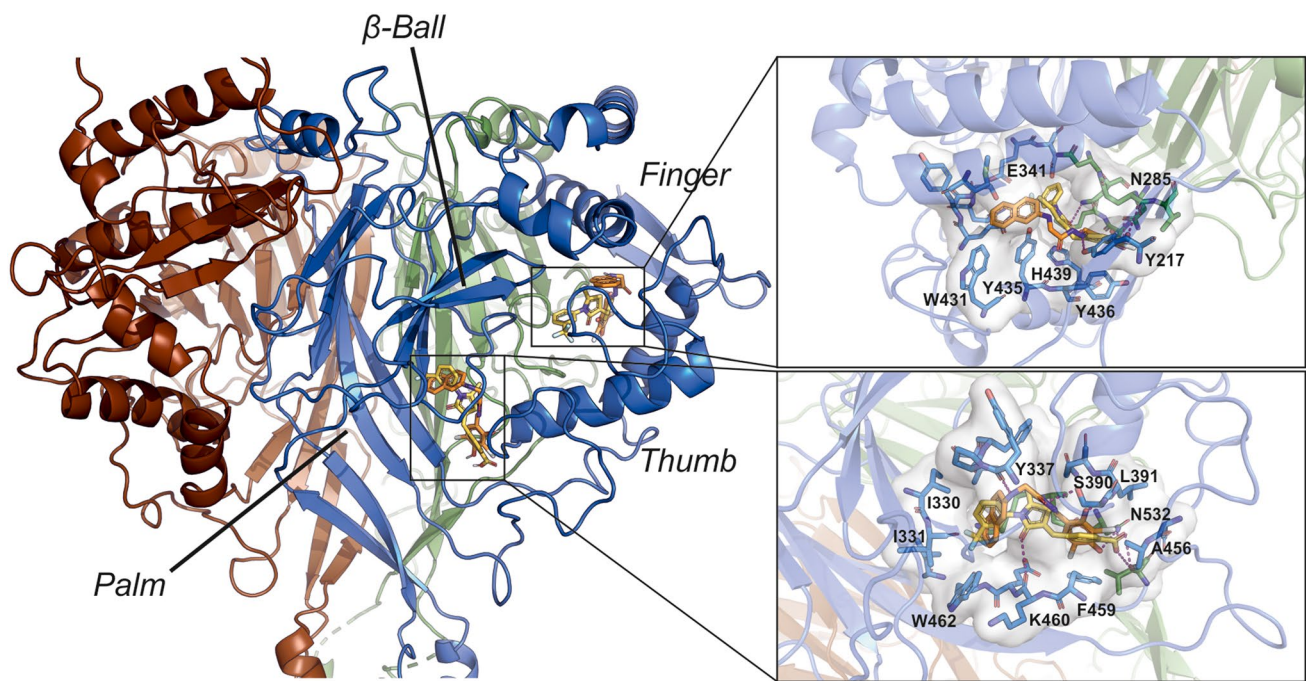 β-Ball
Finger
Thumb
Palm
E341
N285
Y217
H439
Y435
W431
Y436
Y337
S390
L391
I330
N532
I331
A456
F459
W462
K460